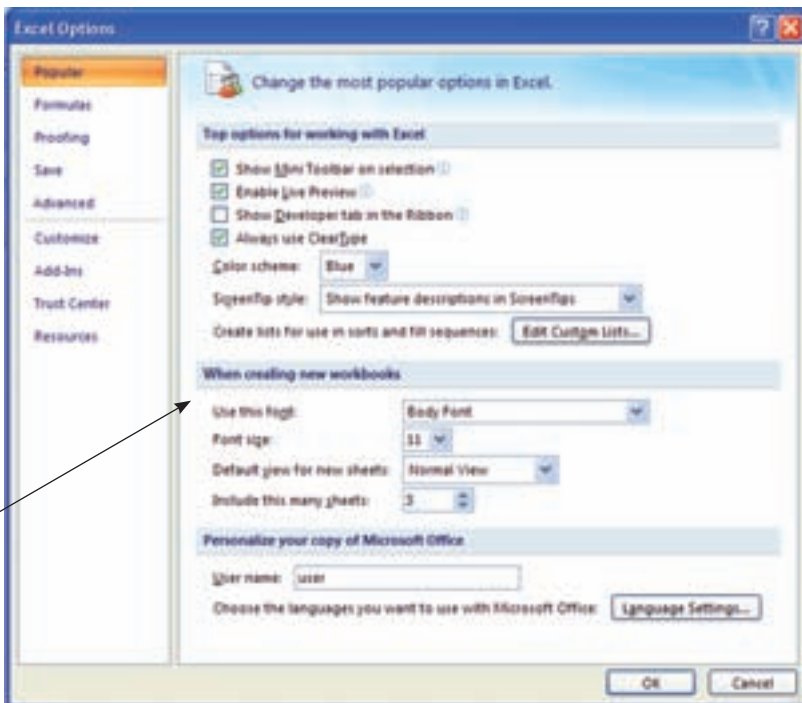 Excel Options
Popular
Formulas
Proofing
Save
Advanced
Customize
Add-Ins
Trust Center
Resources
Change the most popular options in Excel.
Top options for working with Excel
Show Mini Toolbar on selection
Enable Live Preview
Show Developer tab in the Ribbon
Always use ClearType
Color scheme: Blue
ScreenTip style: Show feature descriptions in ScreenTips
Create lists for use in sorts and fill sequences: Edit Custom Lists...
When creating new workbooks
Use this font: Body Font
Font size: 11
Default view for new sheets: Normal View
Include this many sheets: 3
Personalize your copy of Microsoft Office
User name: user
Choose the languages you want to use with Microsoft Office: Language Settings...
OK Cancel